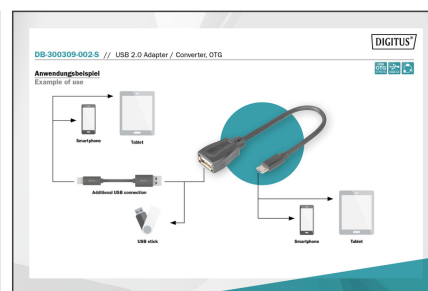 DIGITUS®
DB-300309-002-S // USB 2.0 Adapter / Converter, OTG
OTG
Anwendungsbeispiel
Example of use
Smartphone
Tablet
Additional USB connection
USB stick
Smartphone
Tablet